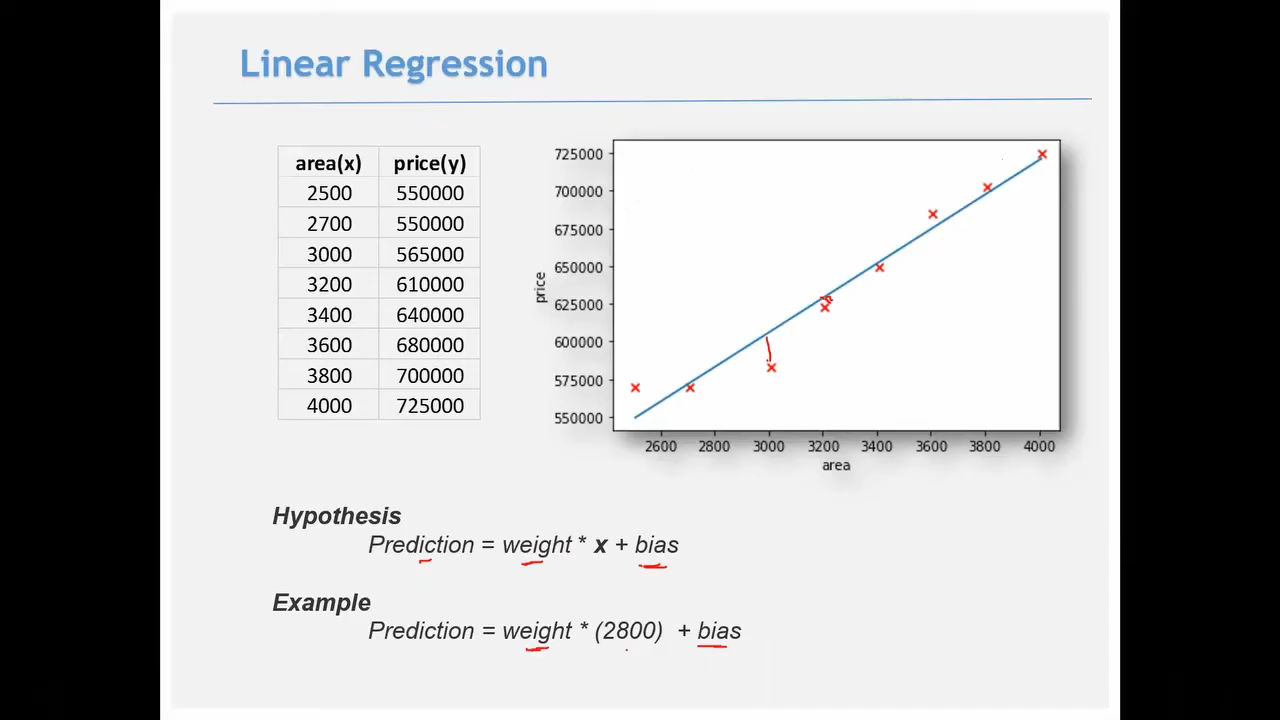 Linear Regression
area(x) price(y)
2500 550000
2700 550000
3000 565000
3200 610000
3400 640000
3600 680000
3800 700000
4000 725000
725000
700000
675000
650000
625000
600000
575000
550000
price
2600 2800 3000 3200 3400 3600 3800 4000
area
Hypothesis
Prediction = weight * x + bias
Example
Prediction = weight * (2800) + bias